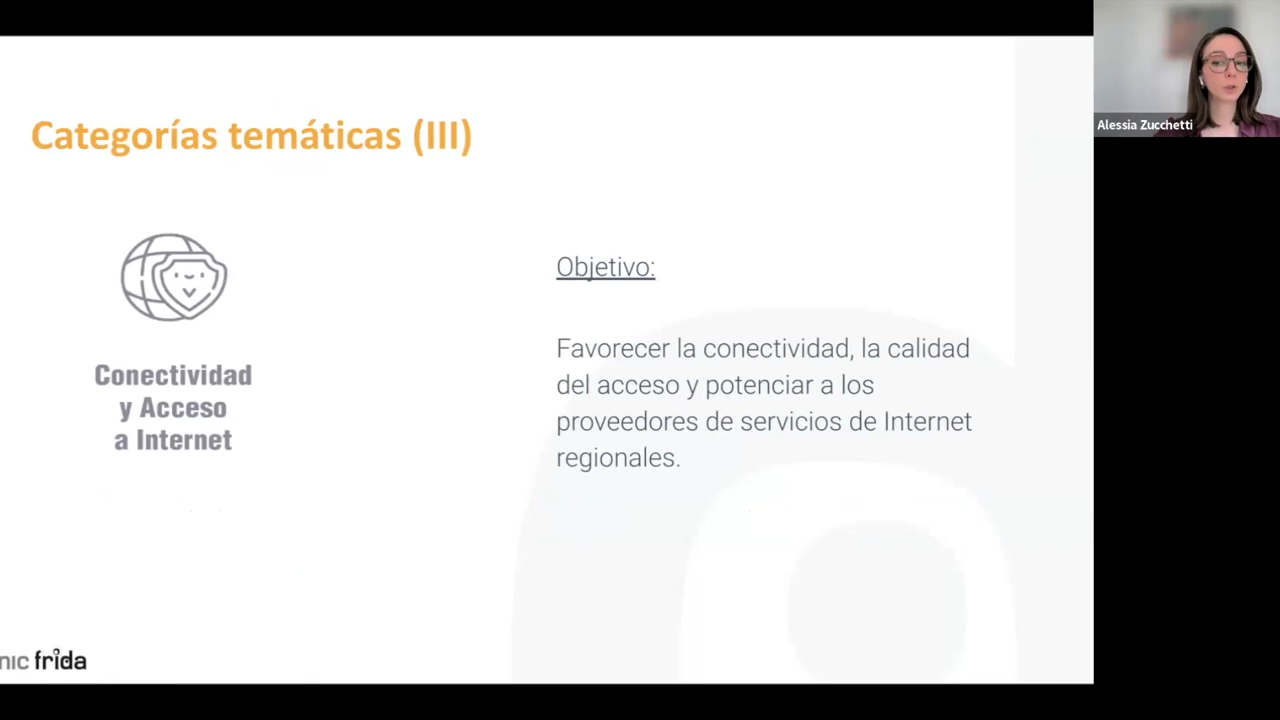 Categorías temáticas (III)
Conectividad
y Acceso
a Internet
Objetivo:
Favorecer la conectividad, la calidad
del acceso y potenciar a los
proveedores de servicios de Internet
regionales.
nic frida
Alessia Zucchetti